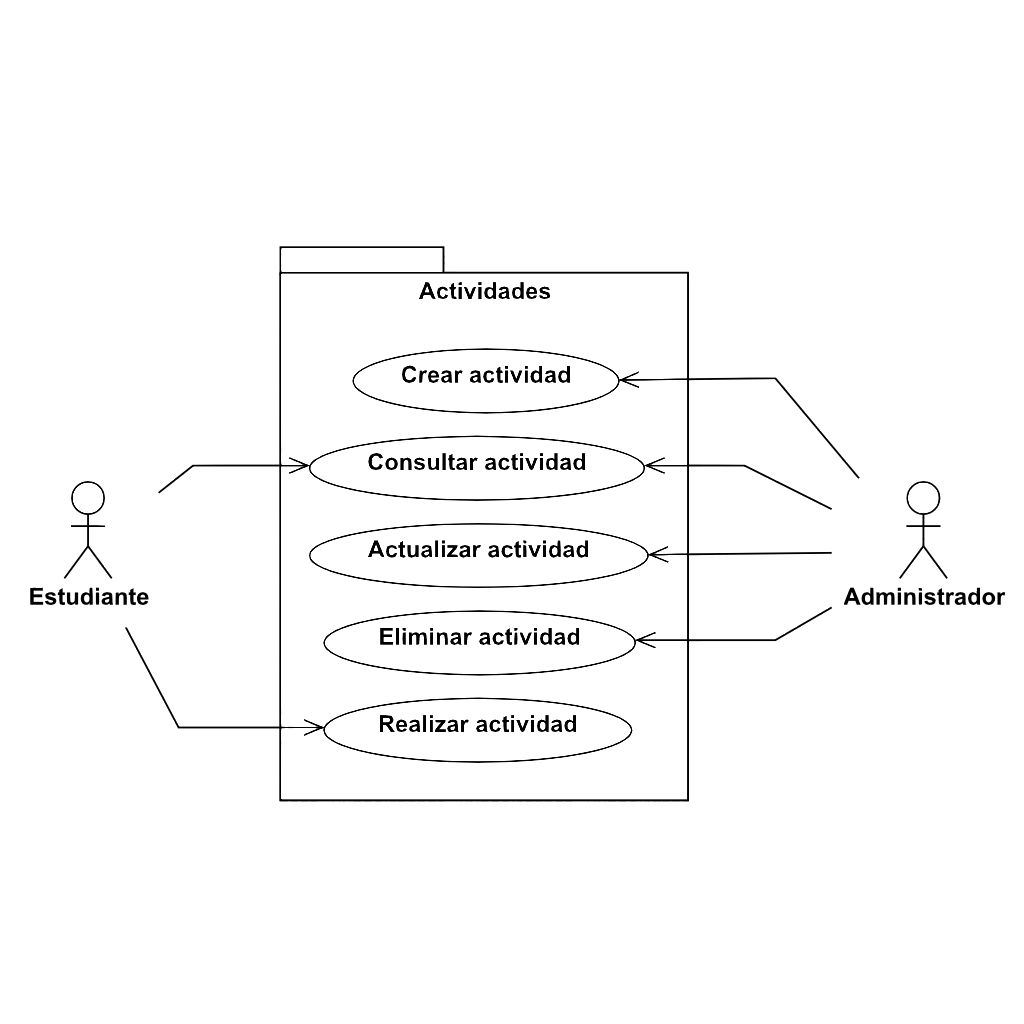 Actividades
Crear actividad
Consultar actividad
Actualizar actividad
Eliminar actividad
Realizar actividad
Estudiante
Administrador